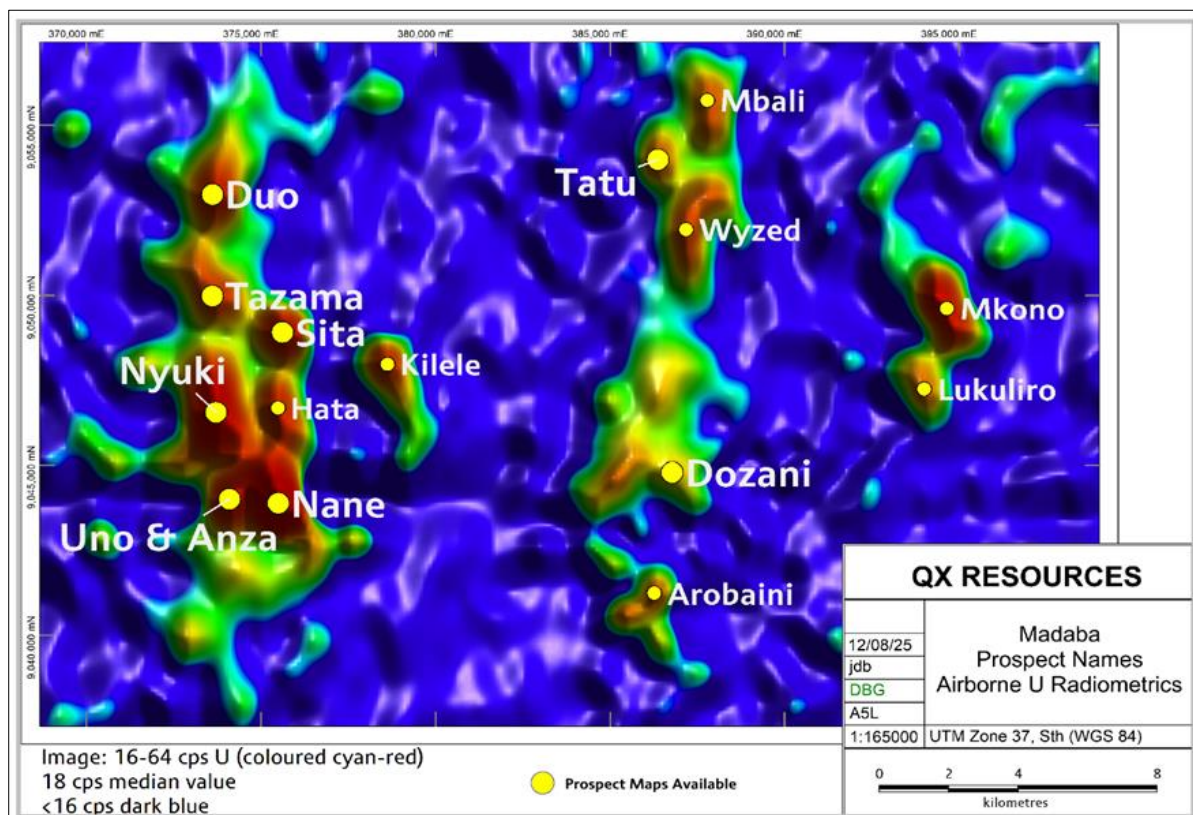 370,000 mE
375,000 mE
380,000 mE
385,000 mE
390,000 mE
395,000 mE
9,055,000 mN
9,050,000 mN
9,045,000 mN
9,040,000 mN
Mbali
Tatu
Duo
Wyzed
Tazama
Mkono
Sita
Kilele
Nyuki
Lukuliro
Hata
Dozani
Nane
Uno & Anza
Arobaini
QX RESOURCES
12/08/25
jdb
DBG
A5L
1:165000
Madaba
Prospect Names
Airborne U Radiometrics
UTM Zone 37, Sth (WGS 84)
0 2 4 8
kilometres
Image: 16-64 cps U (coloured cyan-red)
18 cps median value
<16 cps dark blue
Prospect Maps Available